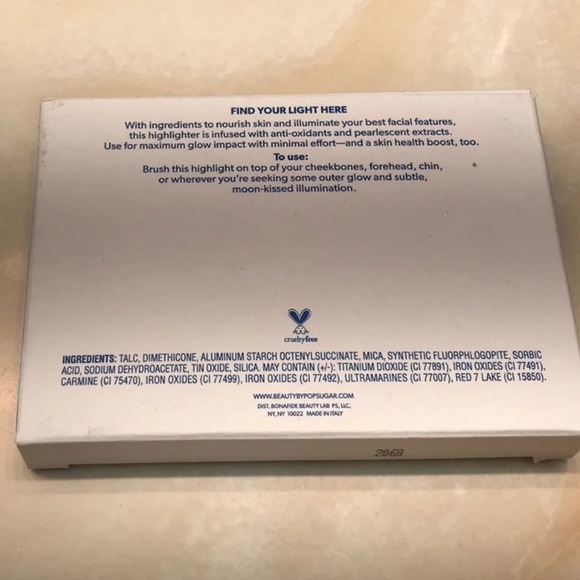 FIND YOUR LIGHT HERE
With ingredients to nourish skin and illuminate your best facial features,
this highlighter is infused with anti-oxidants and pearlescent extracts.
Use for maximum glow impact with minimal effort—and a skin health boost, too.
To use:
Brush this highlight on top of your cheekbones, forehead, chin,
or wherever you're seeking some outer glow and subtle,
moon-kissed illumination.
crueltyfree
INGREDIENTS: TALC, DIMETHICONE, ALUMINUM STARCH OCTENYLSUCCINATE, MICA, SYNTHETIC FLUORPHLOGOPITE, SORBIC
ACID, SODIUM DEHYDROACETATE, TIN OXIDE, SILICA. MAY CONTAIN (+/-): TITANIUM DIOXIDE (CI 77891), IRON OXIDES (CI 77491),
CARMINE (CI 75470), IRON OXIDES (CI 77499), IRON OXIDES (CI 77492), ULTRAMARINES (CI 77007), RED 7 LAKE (CI 15850).
WWW.BEAUTYBYPOPSUGAR.COM
DIST. BONAFIDE BEAUTY LAB PS, LLC,
NY, NY 10022 MADE IN ITALY
2868